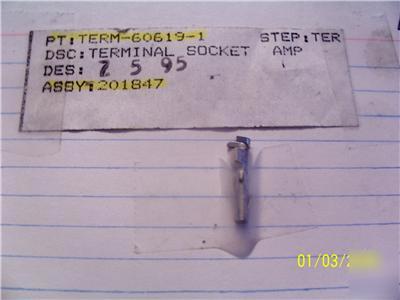 PT:TERM-60619-1 STEP:TER
DSC:TERMINAL SOCKET AMP
DES: 7 5 95
ASSY:201847
01/03/2